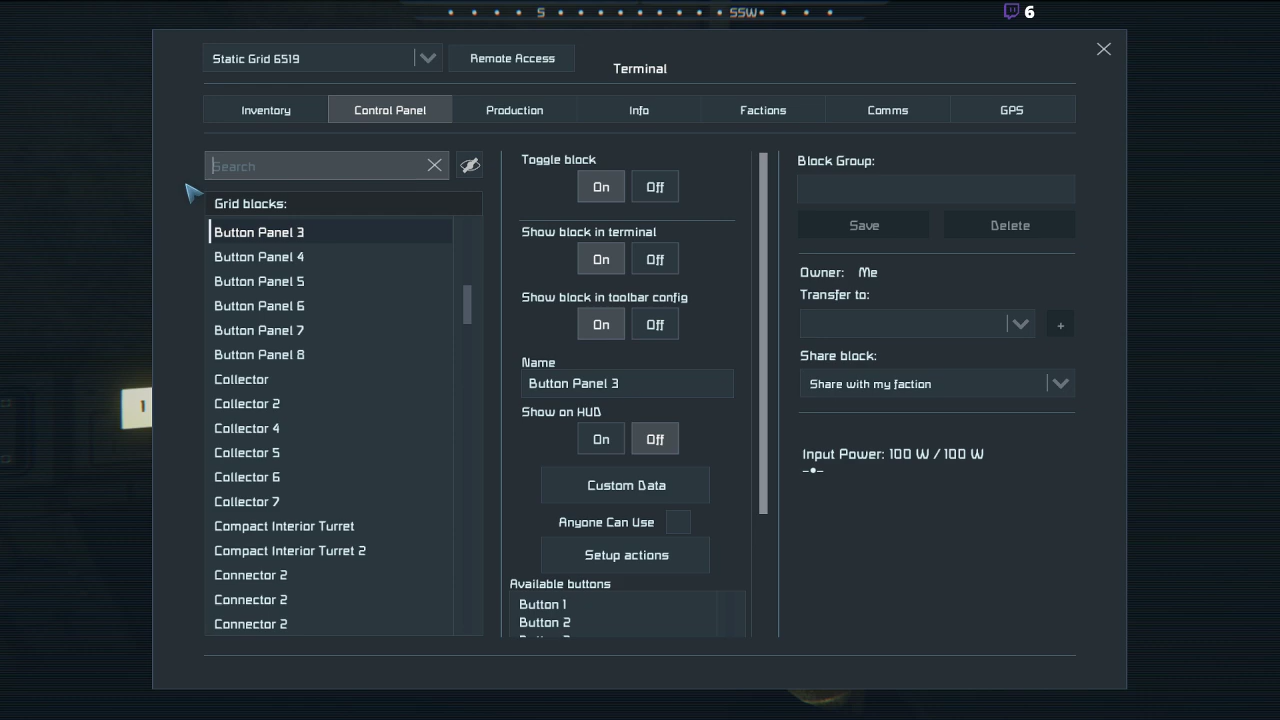 S
SSW
6
Static Grid 6519
Remote Access
Terminal
Inventory
Control Panel
Production
Info
Factions
Comms
GPS
Search
Grid blocks:
Button Panel 3
Button Panel 4
Button Panel 5
Button Panel 6
Button Panel 7
Button Panel 8
Collector
Collector 2
Collector 4
Collector 5
Collector 6
Collector 7
Compact Interior Turret
Compact Interior Turret 2
Connector 2
Connector 2
Connector 2
Toggle block
On
Off
Show block in terminal
On
Off
Show block in toolbar config
On
Off
Name
Button Panel 3
Show on HUD
On
Off
Custom Data
Anyone Can Use
Setup actions
Available buttons
Button 1
Button 2
Block Group:
Save
Delete
Owner: Me
Transfer to:
+
Share block:
Share with my faction
Input Power: 100 W / 100 W
1